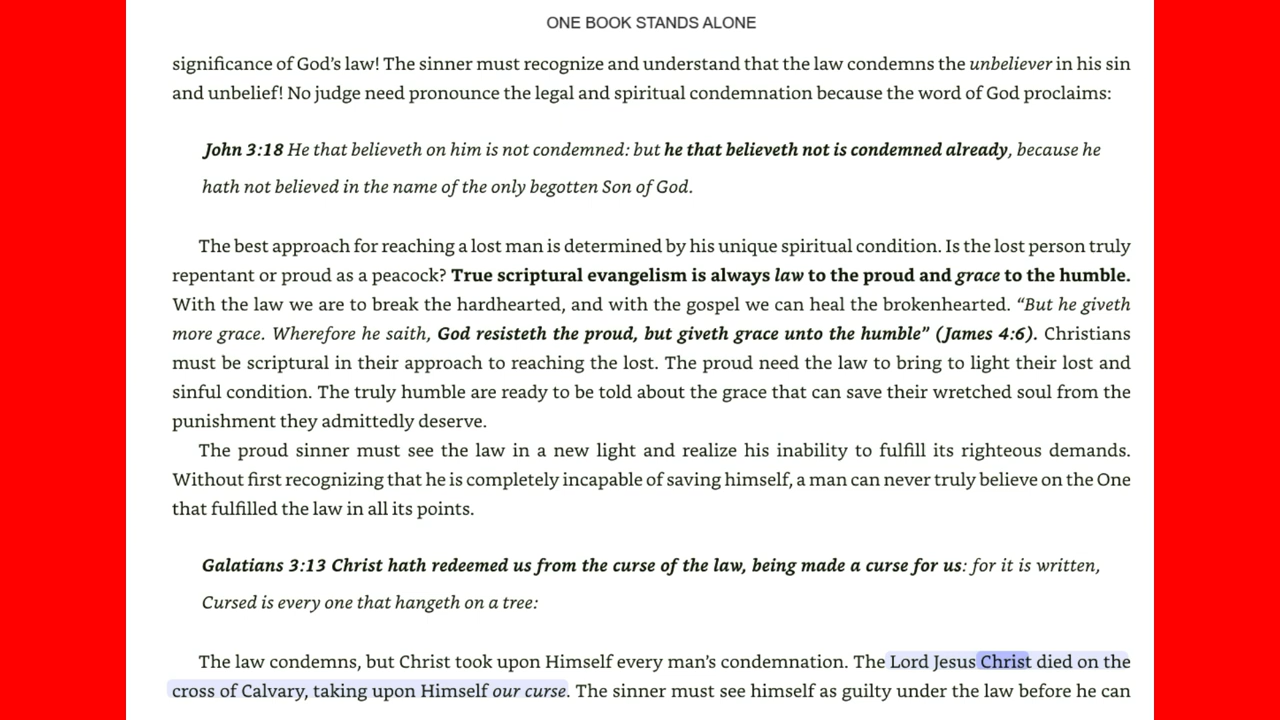 ONE BOOK STANDS ALONE
significance of God’s law! The sinner must recognize and understand that the law condemns the unbeliever in his sin
and unbelief! No judge need pronounce the legal and spiritual condemnation because the word of God proclaims:
John 3:18 He that believeth on him is not condemned: but he that believeth not is condemned already, because he
hath not believed in the name of the only begotten Son of God.
The best approach for reaching a lost man is determined by his unique spiritual condition. Is the lost person truly
repentant or proud as a peacock? True scriptural evangelism is always law to the proud and grace to the humble.
With the law we are to break the hardhearted, and with the gospel we can heal the brokenhearted. “But he giveth
more grace. Wherefore he saith, God resisteth the proud, but giveth grace unto the humble” (James 4:6). Christians
must be scriptural in their approach to reaching the lost. The proud need the law to bring to light their lost and
sinful condition. The truly humble are ready to be told about the grace that can save their wretched soul from the
punishment they admittedly deserve.
The proud sinner must see the law in a new light and realize his inability to fulfill its righteous demands.
Without first recognizing that he is completely incapable of saving himself, a man can never truly believe on the One
that fulfilled the law in all its points.
Galatians 3:13 Christ hath redeemed us from the curse of the law, being made a curse for us: for it is written,
Cursed is every one that hangeth on a tree:
The law condemns, but Christ took upon Himself every man’s condemnation. The Lord Jesus Christ died on the
cross of Calvary, taking upon Himself our curse. The sinner must see himself as guilty under the law before he can